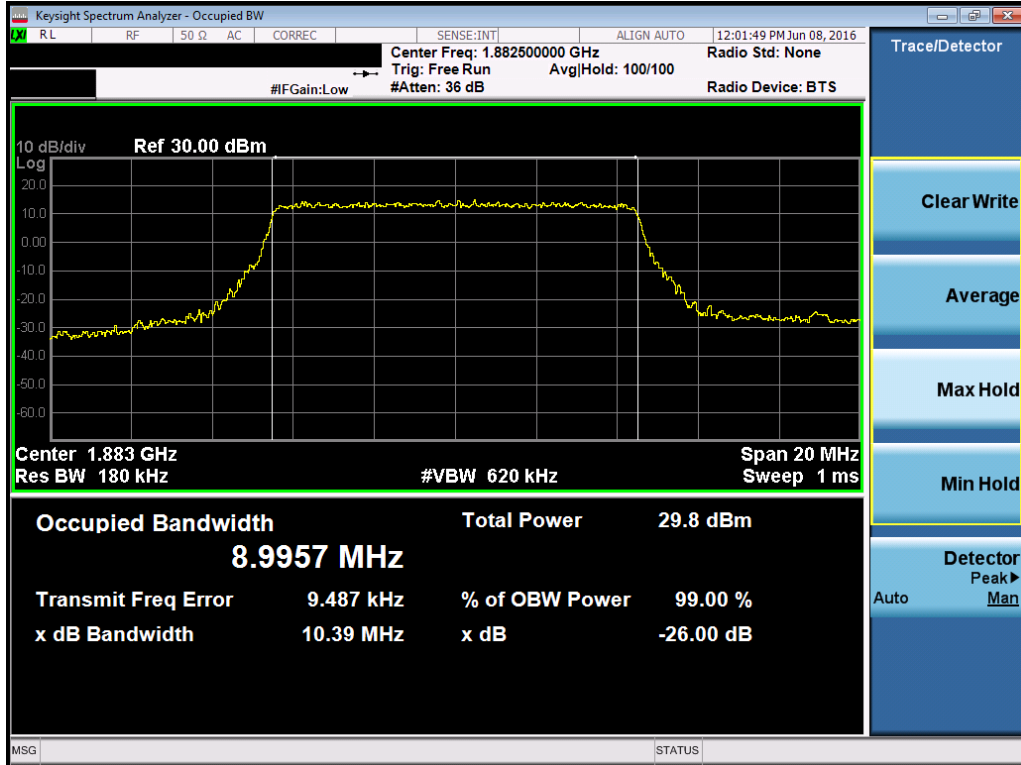 Keysight Spectrum Analyzer - Occupied BW
LXI RL RF 50 Ω AC CORREC SENSE:INT ALIGN AUTO 12:01:49 PM Jun 08, 2016
Center Freq: 1.882500000 GHz Radio Std: None
Trig: Free Run Avg|Hold: 100/100
#IFGain:Low #Atten: 36 dB Radio Device: BTS
10 dB/div Ref 30.00 dBm
Log
20.0
10.0
0.00
-10.0
-20.0
-30.0
-40.0
-50.0
-60.0
Center 1.883 GHz Span 20 MHz
Res BW 180 kHz #VBW 620 kHz Sweep 1 ms
Occupied Bandwidth Total Power 29.8 dBm
8.9957 MHz
Transmit Freq Error 9.487 kHz % of OBW Power 99.00 %
x dB Bandwidth 10.39 MHz x dB -26.00 dB
MSG STATUS
Trace/Detector
Clear Write
Average
Max Hold
Min Hold
Detector
Peak▶
Auto Man